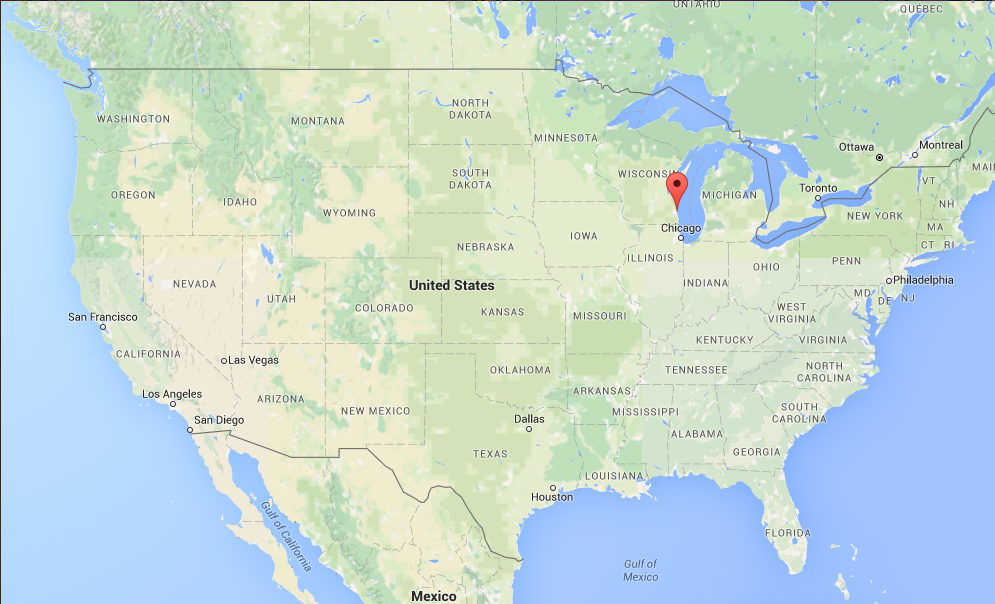 ONTARIO
QUÉBEC
NORTH
DAKOTA
WASHINGTON
MONTANA
MINNESOTA
Ottawa
Montreal
SOUTH
DAKOTA
WISCONSIN
MICHIGAN
Toronto
VT
MAI
OREGON
IDAHO
WYOMING
NH
NEW YORK
Chicago
MA
IOWA
NEBRASKA
CT
RI
ILLINOIS
OHIO
PENN
NEVADA
United States
INDIANA
Philadelphia
UTAH
MD
DE
NJ
COLORADO
KANSAS
WEST
VIRGINIA
San Francisco
MISSOURI
KENTUCKY
VIRGINIA
CALIFORNIA
Las Vegas
OKLAHOMA
TENNESSEE
NORTH
CAROLINA
Los Angeles
ARIZONA
ARKANSAS
NEW MEXICO
MISSISSIPPI
SOUTH
CAROLINA
San Diego
Dallas
ALABAMA
TEXAS
GEORGIA
LOUISIANA
Houston
Gulf of California
FLORIDA
Gulf of
Mexico
Mexico